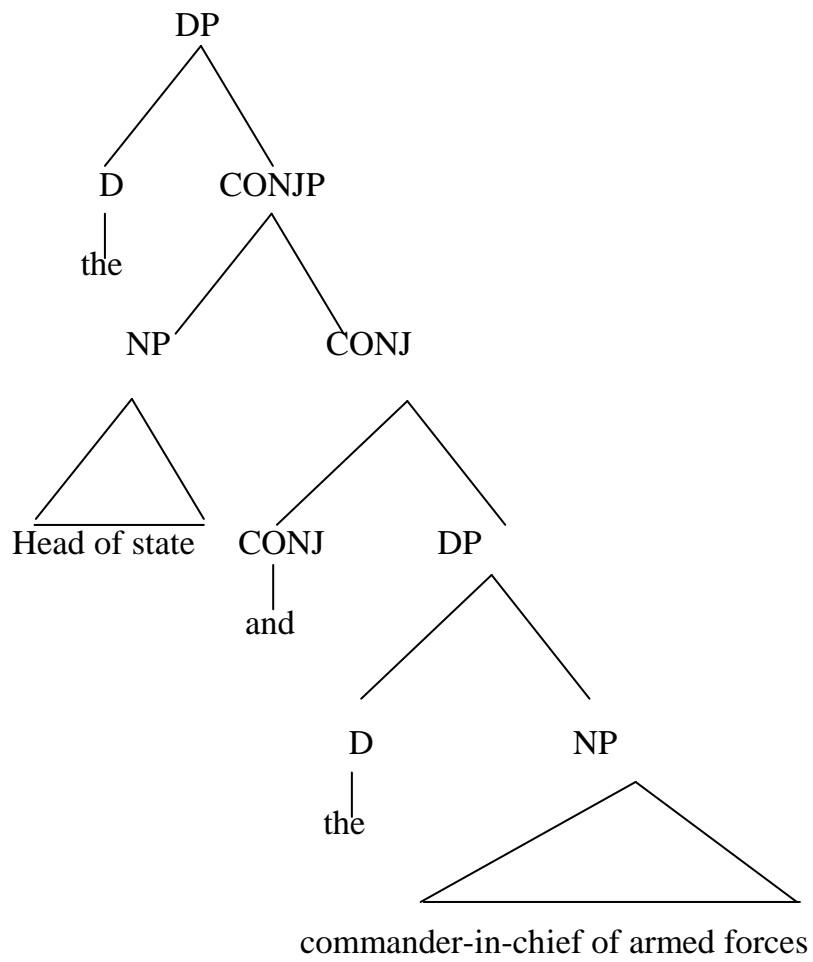 DP
D CONJP
the
NP CONJ
Head of state CONJ DP
and
D NP
the
commander-in-chief of armed forces